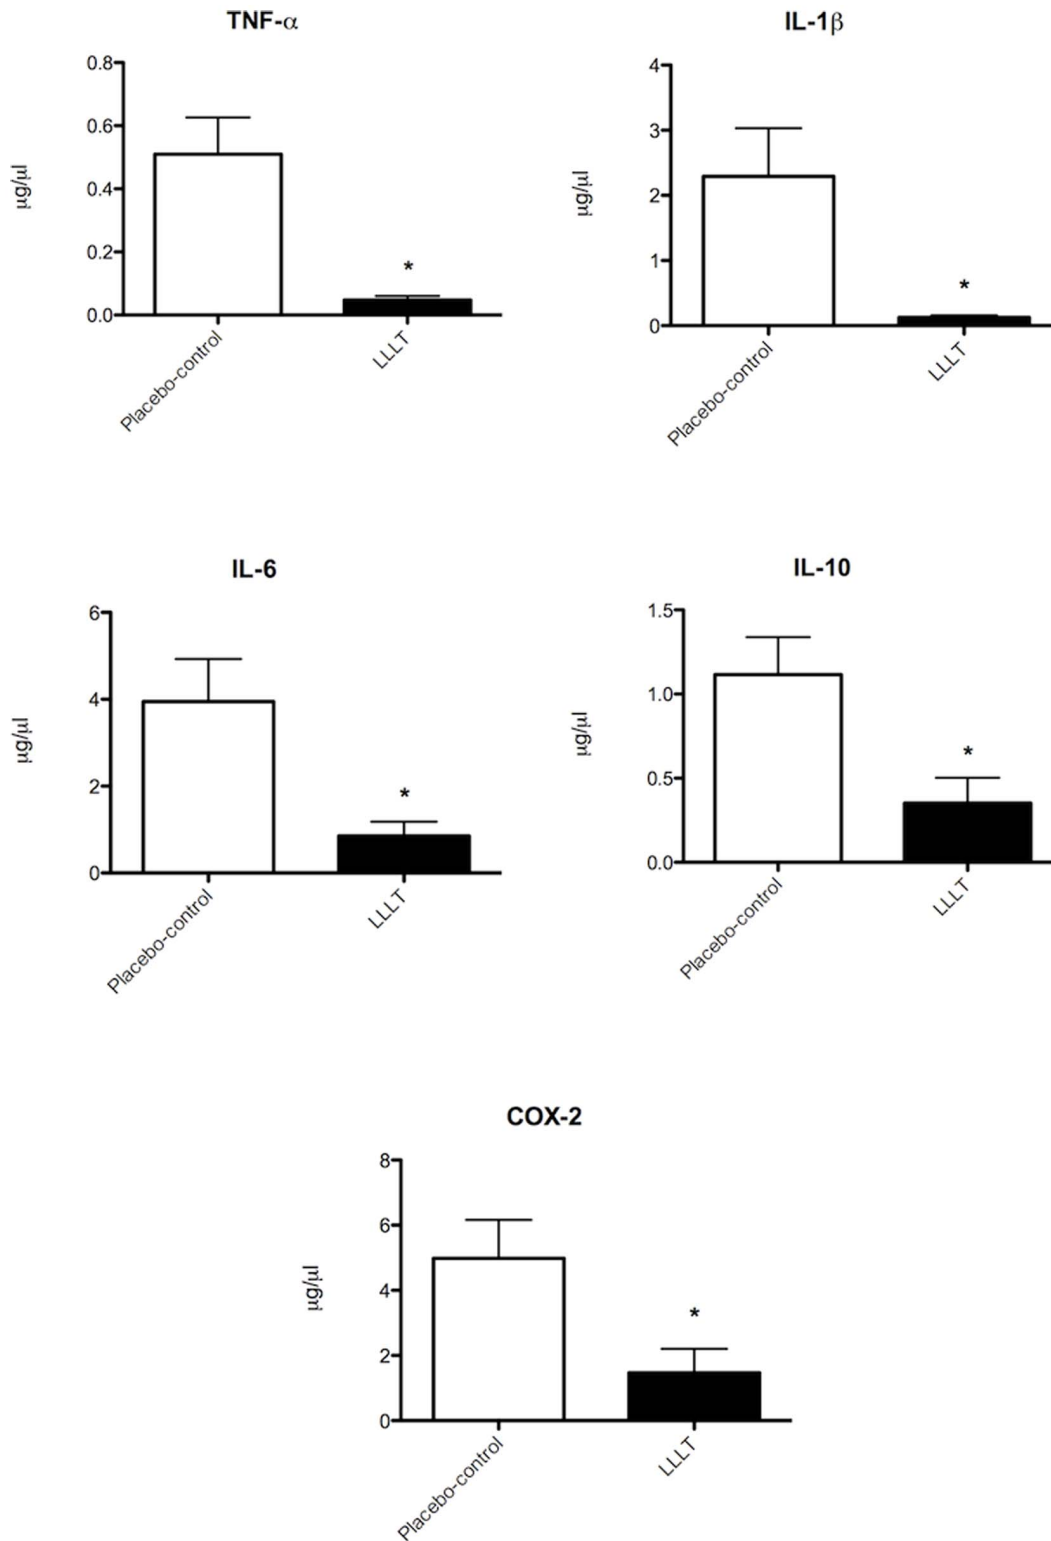 TNF-α
0.8
0.6
0.4
0.2
0.0
µg/µl
*
Placebo-control
LLLT
IL-1β
4
3
2
1
0
µg/µl
*
Placebo-control
LLLT
IL-6
6
4
2
0
µg/µl
*
Placebo-control
LLLT
IL-10
1.5
1.0
0.5
0.0
µg/µl
*
Placebo-control
LLLT
COX-2
8
6
4
2
0
µg/µl
*
Placebo-control
LLLT